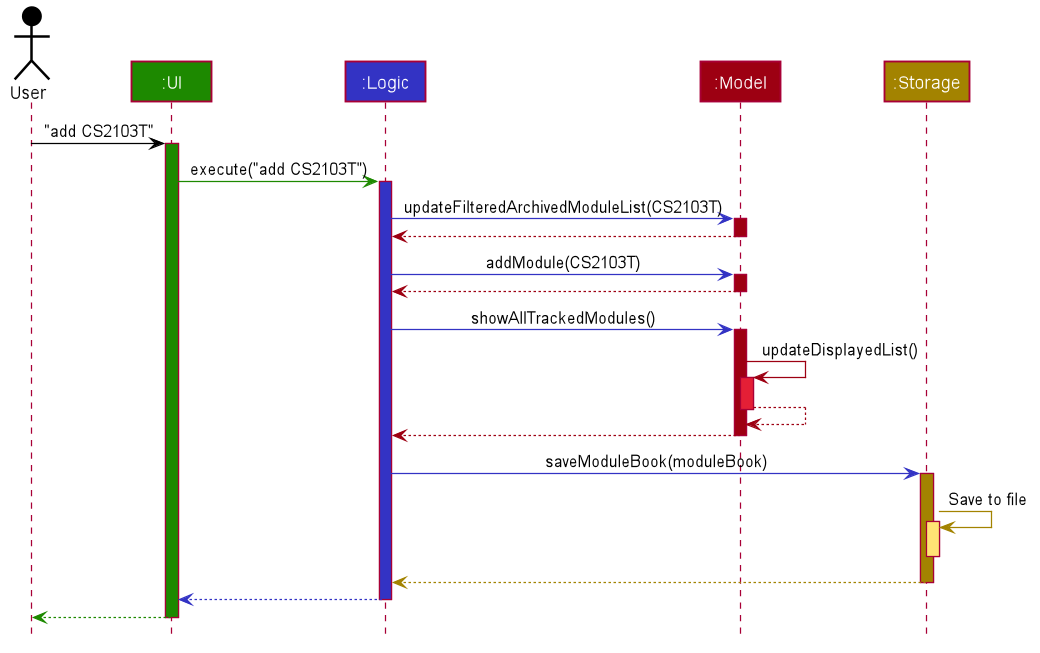 User
:UI
:Logic
:Model
:Storage
"add CS2103T"
execute("add CS2103T")
updateFilteredArchivedModuleList(CS2103T)
addModule(CS2103T)
showAllTrackedModules()
updateDisplayedList()
saveModuleBook(moduleBook)
Save to file